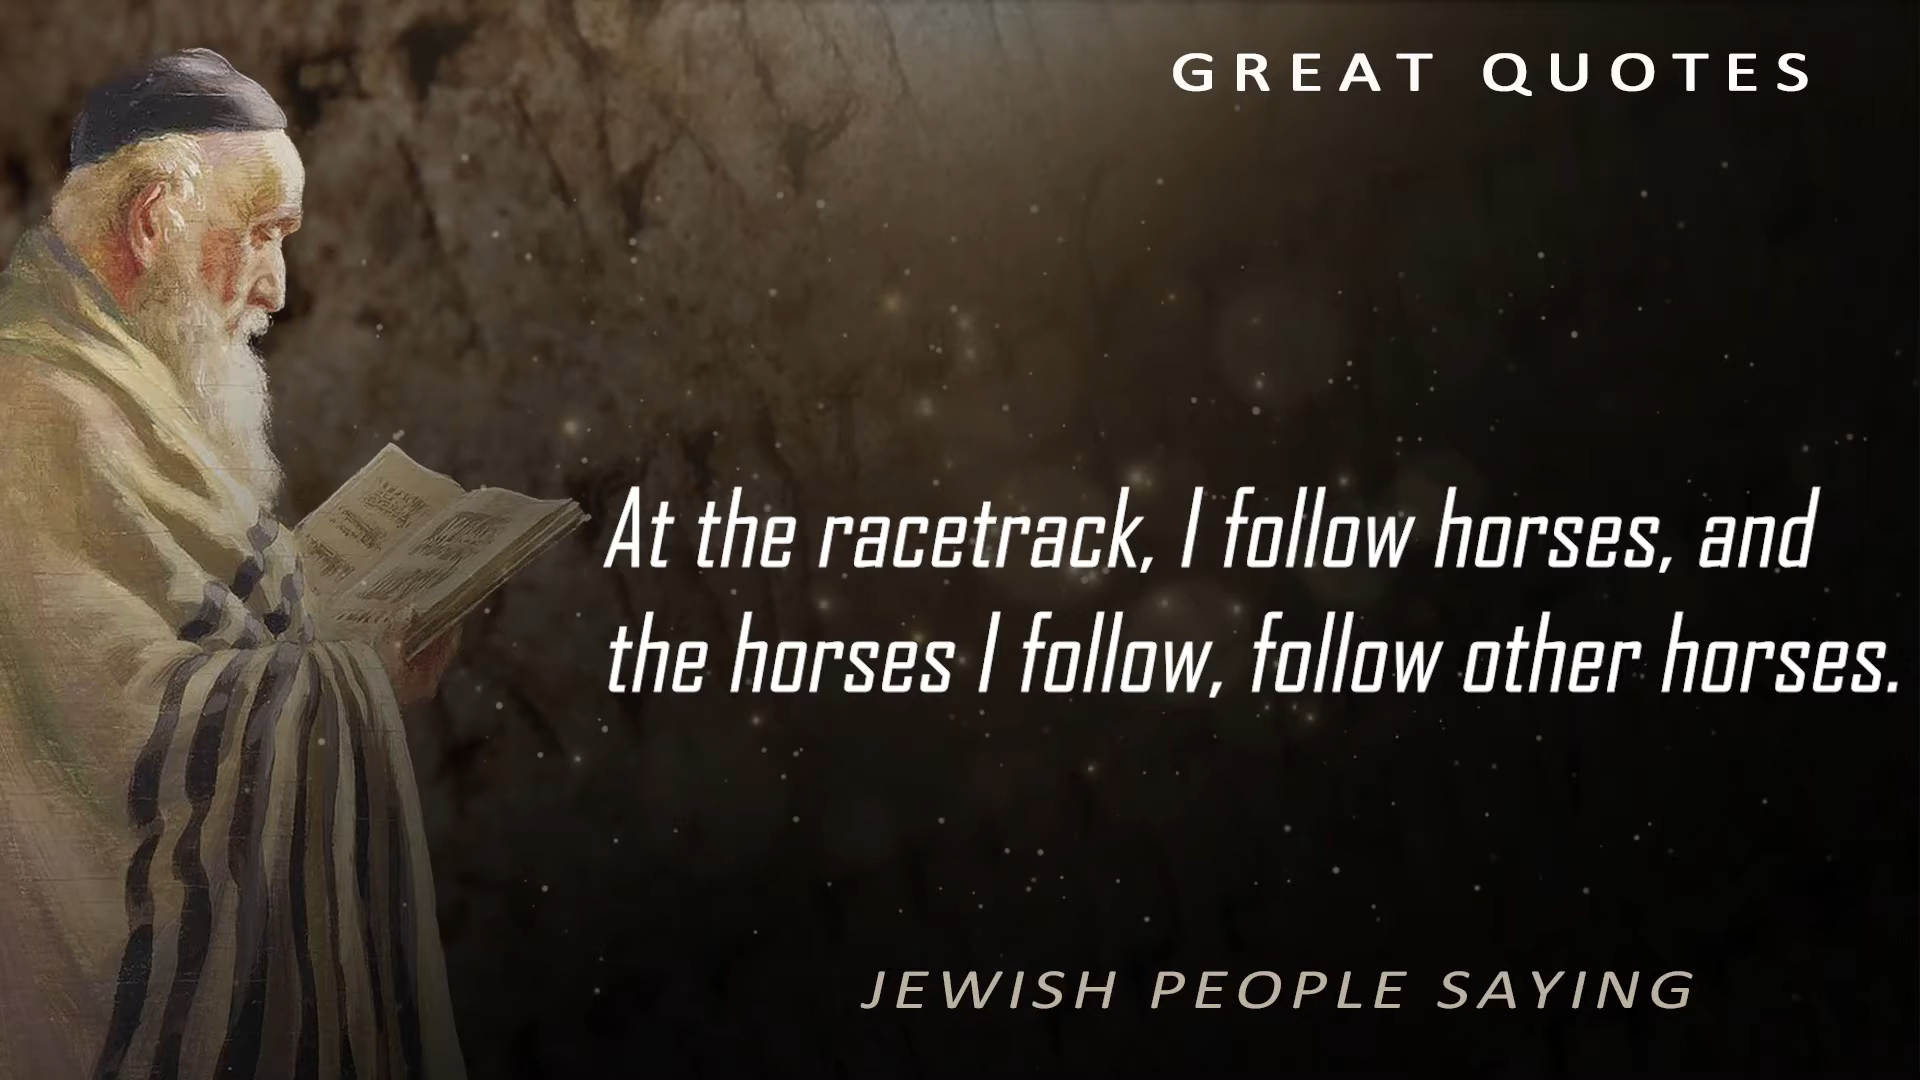 GREAT QUOTES
At the racetrack, I follow horses, and
the horses I follow, follow other horses.
JEWISH PEOPLE SAYING